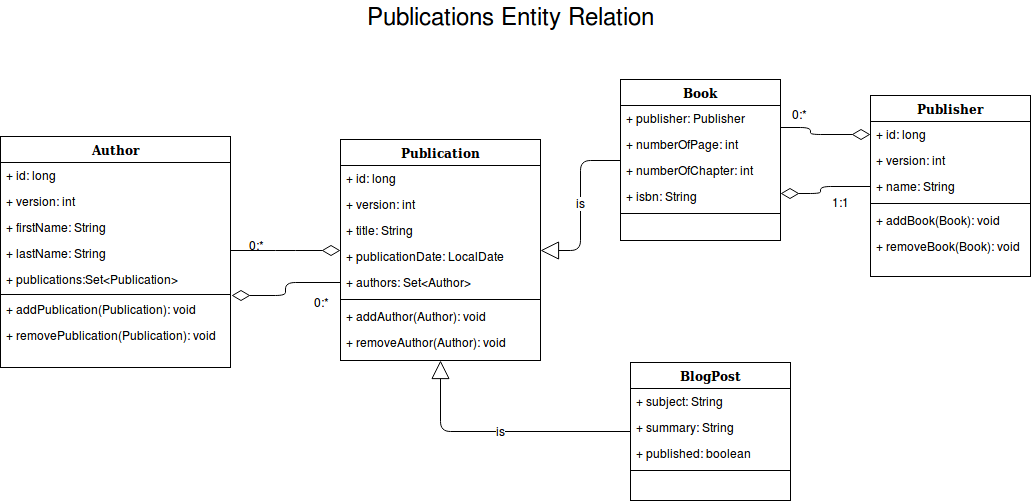 Publications Entity Relation
Author
+ id: long
+ version: int
+ firstName: String
+ lastName: String
+ publications:Set<Publication>
+ addPublication(Publication): void
+ removePublication(Publication): void
0:*
0:*
Publication
+ id: long
+ version: int
+ title: String
+ publicationDate: LocalDate
+ authors: Set<Author>
+ addAuthor(Author): void
+ removeAuthor(Author): void
is
is
Book
+ publisher: Publisher
+ numberOfPage: int
+ numberOfChapter: int
+ isbn: String
0:*
1:1
Publisher
+ id: long
+ version: int
+ name: String
+ addBook(Book): void
+ removeBook(Book): void
BlogPost
+ subject: String
+ summary: String
+ published: boolean